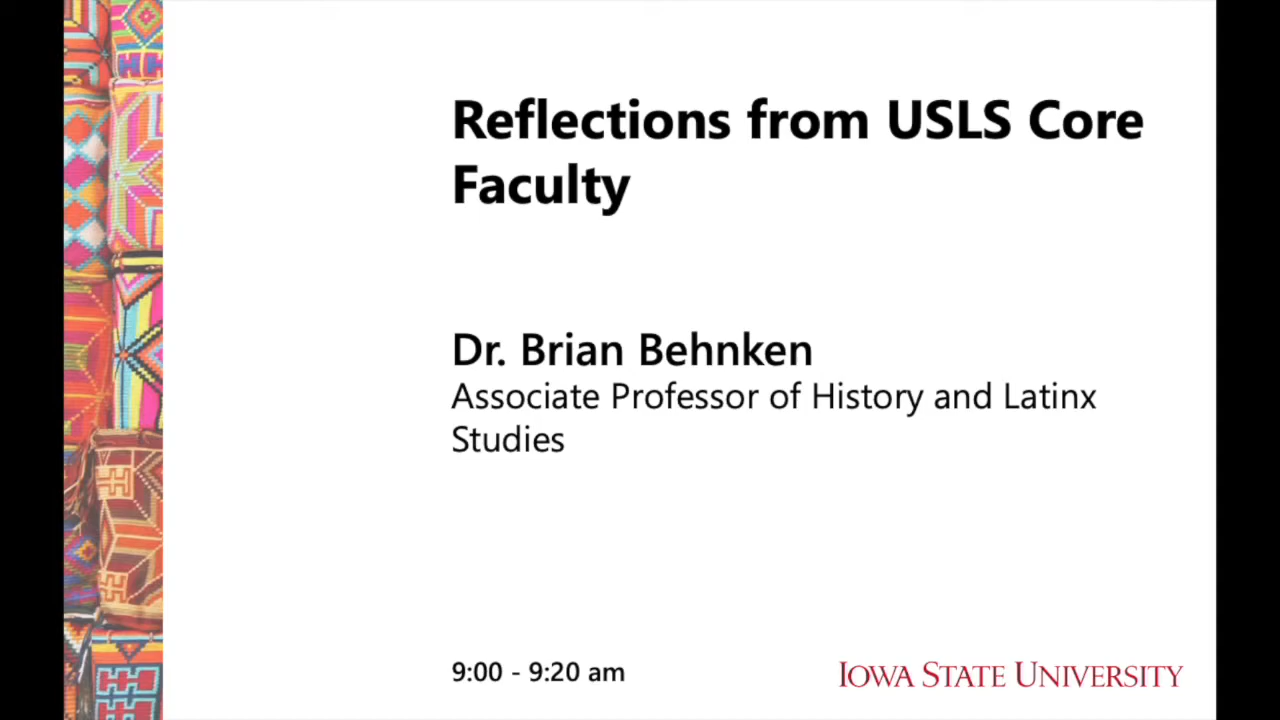 Reflections from USLS Core
Faculty
Dr. Brian Behnken
Associate Professor of History and Latinx
Studies
9:00 - 9:20 am
IOWA STATE UNIVERSITY